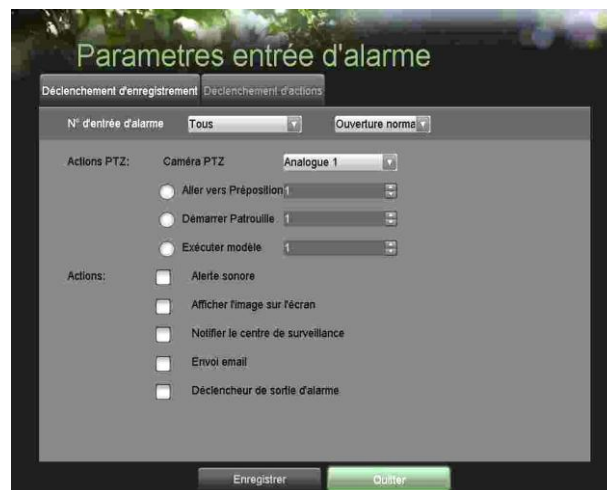 Parametres entrée d'alarme
Déclenchement d'enregistrement Déclenchement d'actions
N° d'entrée d'alarme Tous Ouverture norma
Actions PTZ: Caméra PTZ Analogue 1
Aller vers Préposition 1
Démarrer Patrouille 1
Exécuter modèle 1
Actions: Alerte sonore
Afficher l'image sur l'écran
Notifier le centre de surveillance
Envoi email
Déclencheur de sortie d'alarme
Enregistrer Quitter